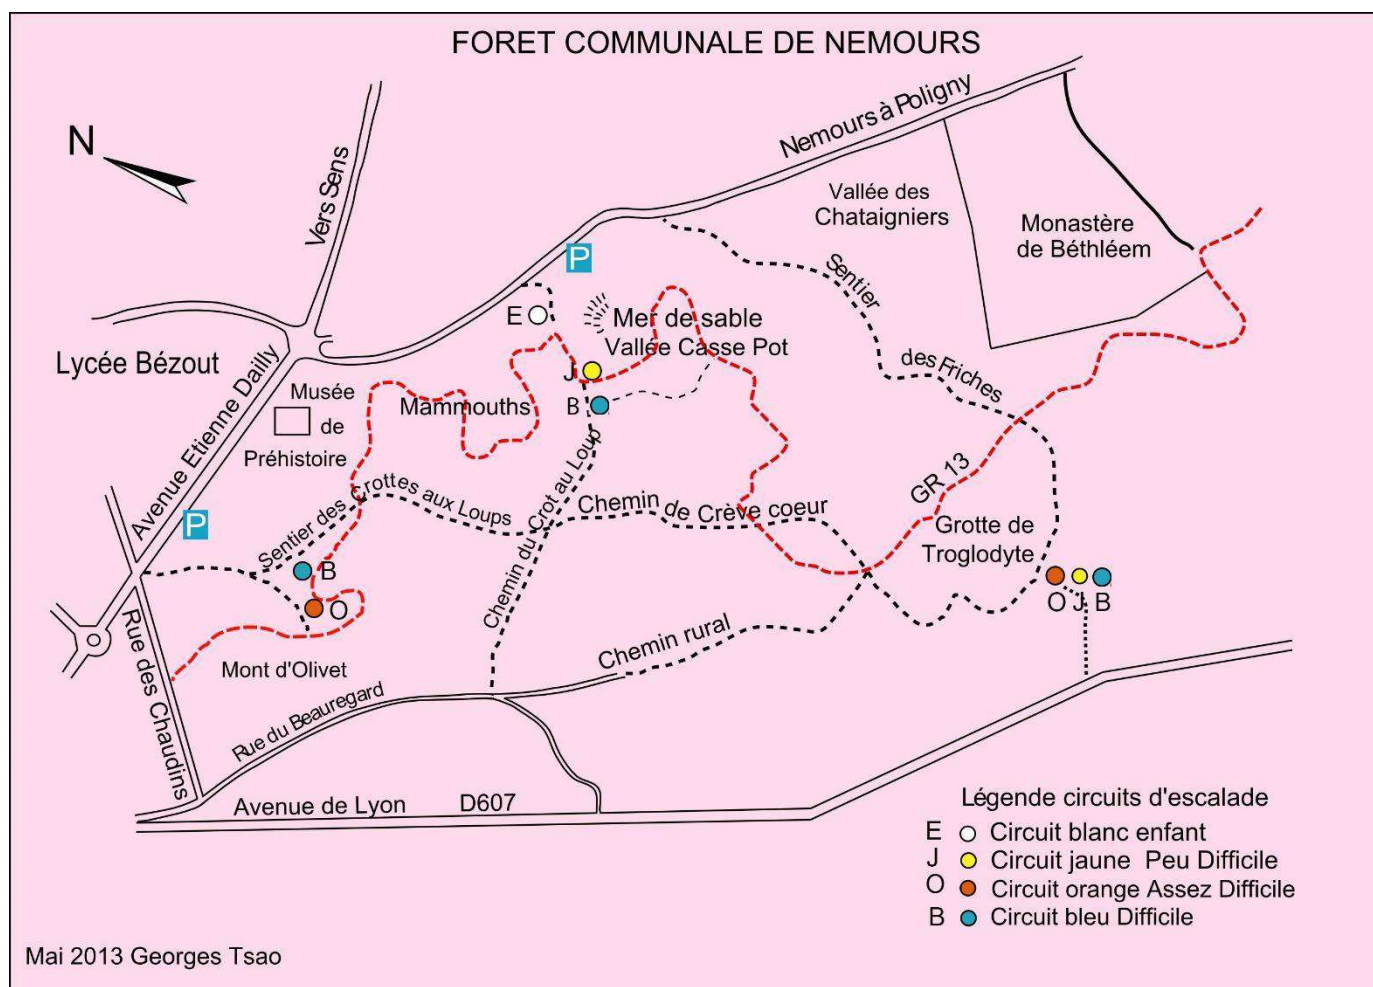 FORET COMMUNALE DE NEMOURS
N
Vers Sens
Nemours à Poligny
Vallée des
Chataigniers
Monastère
de Béthléem
P
Sentier
des Friches
E
Mer de sable
Vallée Casse Pot
Lycée Bézout
Avenue Etienne Dailly
Musée
de
Préhistoire
Mammouths
J
B
GR 13
P
Sentier des Crottes aux Loups
Chemin du Crot au Loup
Chemin de Crève coeur
Grotte de
Troglodyte
B
O
O J B
Rue des Chaudins
Mont d'Olivet
Chemin rural
Rue du Beauregard
Avenue de Lyon D607
Légende circuits d'escalade
E Circuit blanc enfant
J Circuit jaune Peu Difficile
O Circuit orange Assez Difficile
B Circuit bleu Difficile
Mai 2013 Georges Tsao